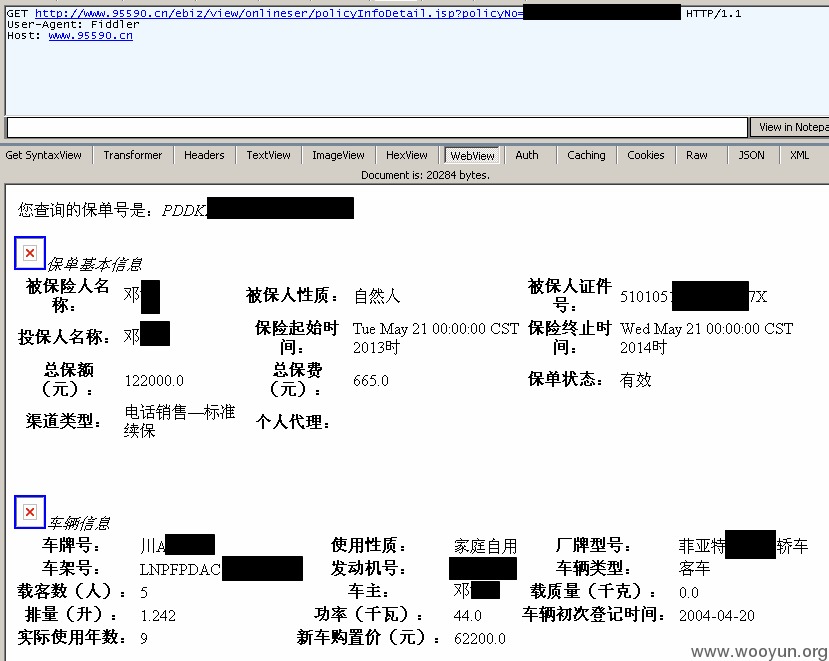 GET http://www.95590.cn/ebiz/view/onlineser/policyInfoDetail.jsp?policyNo= HTTP/1.1
User-Agent: Fiddler
Host: www.95590.cn
View in Notepa
Get SyntaxView Transformer Headers TextView ImageView HexView WebView Auth Caching Cookies Raw JSON XML
Document is: 20284 bytes.
您查询的保单号是: PDDK
保单基本信息
被保险人名称: 邓 被保人性质: 自然人 被保人证件号: 5101051 7X
投保人名称: 邓 保险起始时间: Tue May 21 00:00:00 CST 2013时 保险终止时间: Wed May 21 00:00:00 CST 2014时
总保额(元): 122000.0 总保费(元): 665.0 保单状态: 有效
渠道类型: 电话销售—标准续保 个人代理:
车辆信息
车牌号: 川A 使用性质: 家庭自用 厂牌型号: 菲亚特 轿车
车架号: LNPFPDAC 发动机号: 车辆类型: 客车
载客数(人): 5 车主: 邓 载质量(千克): 0.0
排量(升): 1.242 功率(千瓦): 44.0 车辆初次登记时间: 2004-04-20
实际使用年数: 9 新车购置价(元): 62200.0
www.wooyun.org